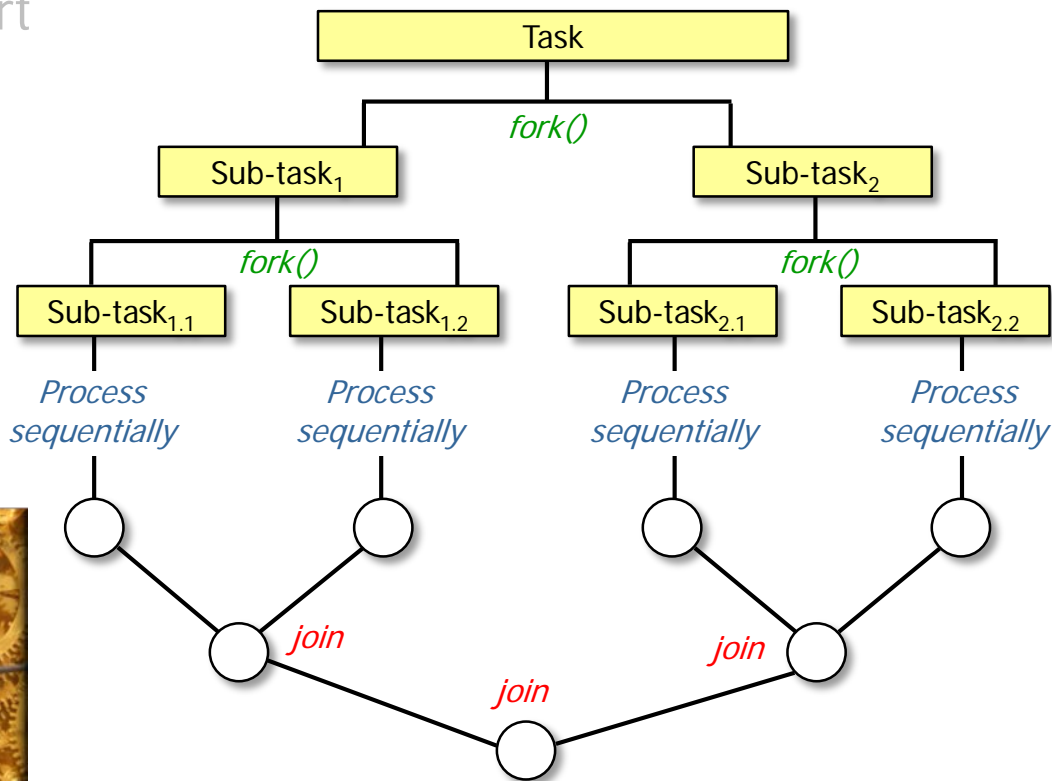 rt
Task
fork()
Sub-task₁
Sub-task₂
fork()
fork()
Sub-task₁.₁
Sub-task₁.₂
Sub-task₂.₁
Sub-task₂.₂
Process
sequentially
Process
sequentially
Process
sequentially
Process
sequentially
join
join
join